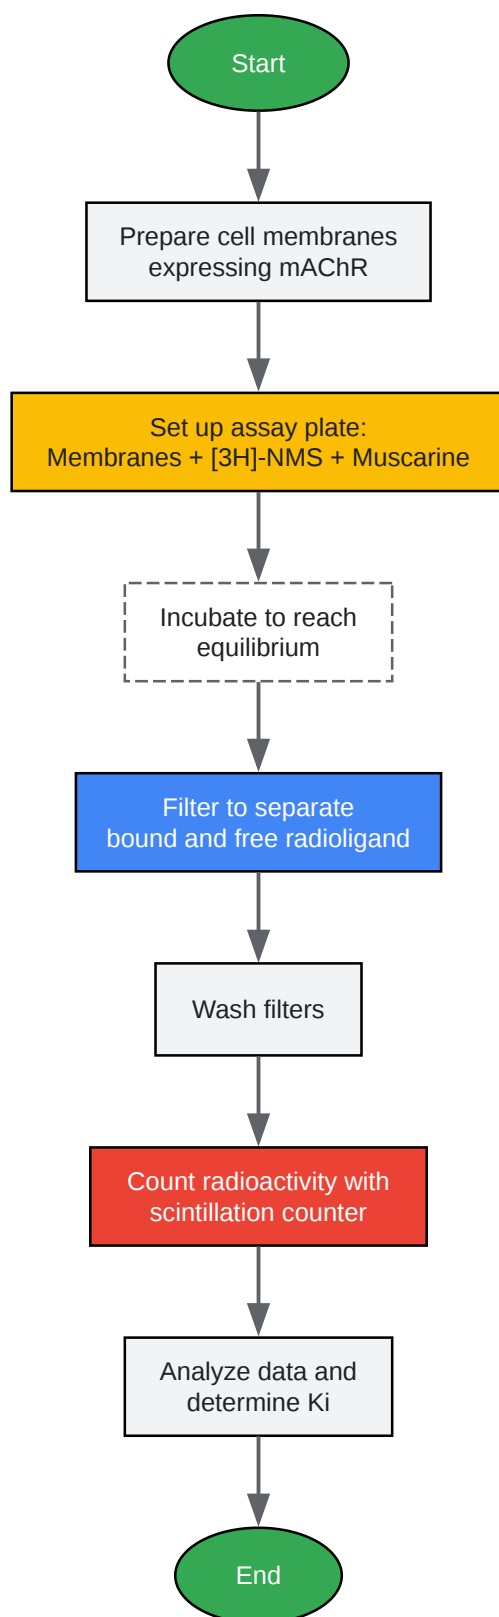 Start
Prepare cell membranes
expressing mAChR
Set up assay plate:
Membranes + [3H]-NMS + Muscarine
Incubate to reach
equilibrium
Filter to separate
bound and free radioligand
Wash filters
Count radioactivity with
scintillation counter
Analyze data and
determine Ki
End